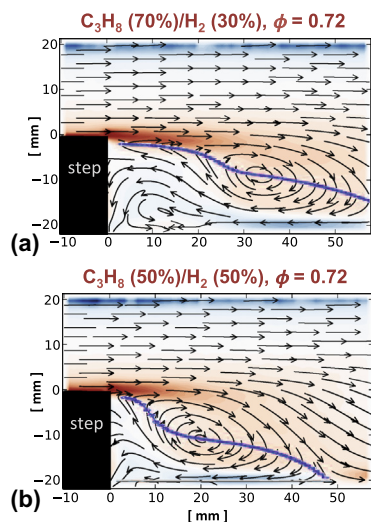 C₃H₈ (70%)/H₂ (30%), ϕ = 0.72
20
10
0
−10
−20
[ mm ]
step
(a)
−10 0 10 20 30 40 50
[ mm ]
C₃H₈ (50%)/H₂ (50%), ϕ = 0.72
20
10
0
−10
−20
[ mm ]
step
(b)
−10 0 10 20 30 40 50
[ mm ]